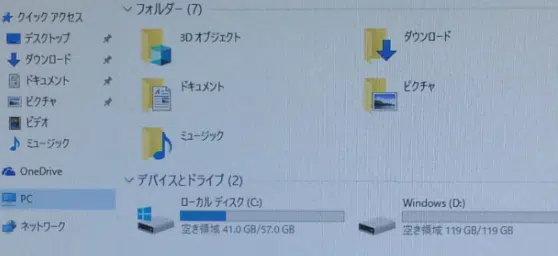 クイック アクセス
デスクトップ
ダウンロード
ドキュメント
ピクチャ
ビデオ
ミュージック
OneDrive
PC
ネットワーク
フォルダー (7)
3D オブジェクト
ダウンロード
ドキュメント
ピクチャ
ミュージック
デバイスとドライブ (2)
ローカル ディスク (C:)
空き領域 41.0 GB/57.0 GB
Windows (D:)
空き領域 119 GB/119 GB